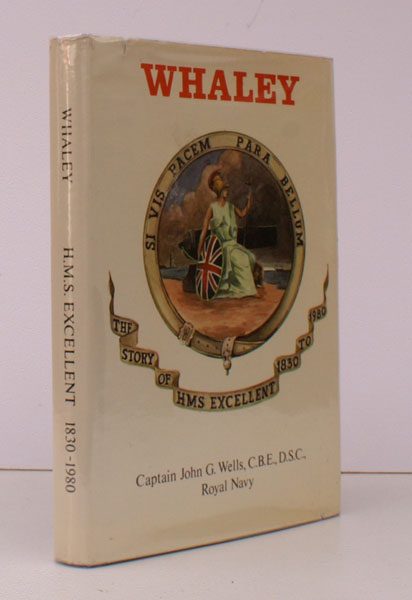 WHALEY
SI VIS PACEM PARA BELLUM
THE STORY OF HMS EXCELLENT 1830 TO 1980
Captain John G. Wells, C.B.E., D.S.C.,
Royal Navy
WHALEY H.M.S. EXCELLENT 1830-1980